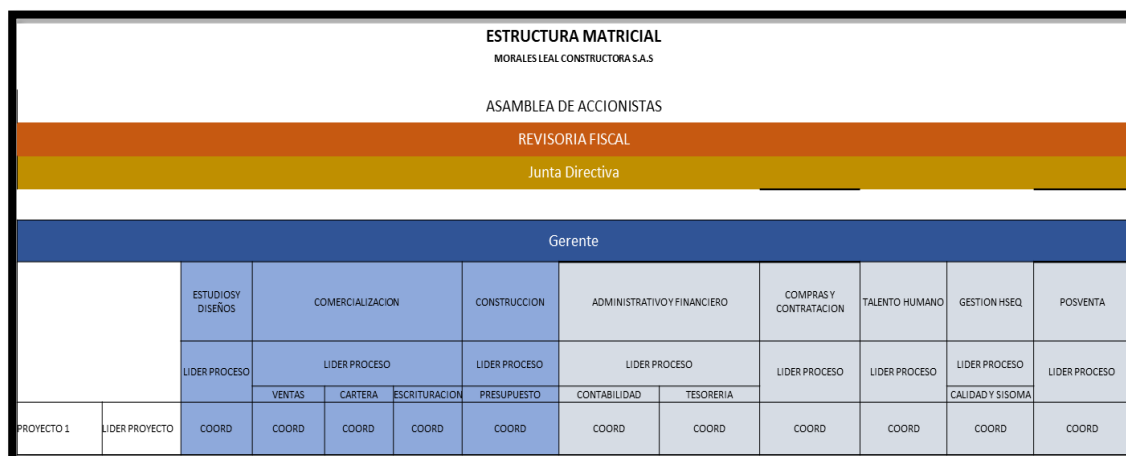 ESTRUCTURA MATRICIAL
MORALES LEAL CONSTRUCTORA S.A.S
ASAMBLEA DE ACCIONISTAS
REVISORIA FISCAL
Junta Directiva
Gerente
ESTUDIOS Y
DISEÑOS
COMERCIALIZACION
CONSTRUCCION
ADMINISTRATIVO Y FINANCIERO
COMPRAS Y
CONTRATACION
TALENTO HUMANO
GESTION HSEQ
POSVENTA
LIDER PROCESO
LIDER PROCESO
LIDER PROCESO
LIDER PROCESO
LIDER PROCESO
LIDER PROCESO
LIDER PROCESO
LIDER PROCESO
VENTAS
CARTERA
ESCRITURACION
PRESUPUESTO
CONTABILIDAD
TESORERIA
CALIDAD Y SISOMA
PROYECTO 1
LIDER PROYECTO
COORD
COORD
COORD
COORD
COORD
COORD
COORD
COORD
COORD
COORD
COORD